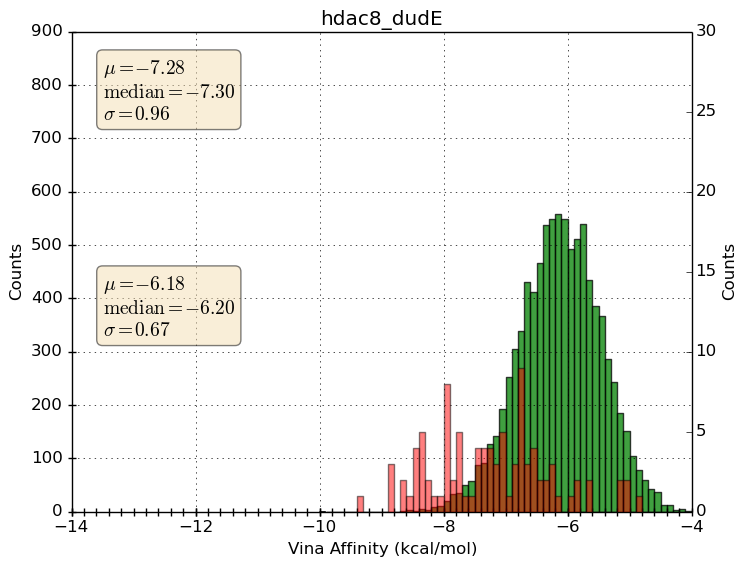 hdac8_dudE
900
800
700
600
500
400
300
200
100
0
30
25
20
15
10
5
0
μ=−7.28
median=−7.30
σ=0.96
μ=−6.18
median=−6.20
σ=0.67
Counts
Counts
−14 −12 −10 −8 −6 −4
Vina Affinity (kcal/mol)